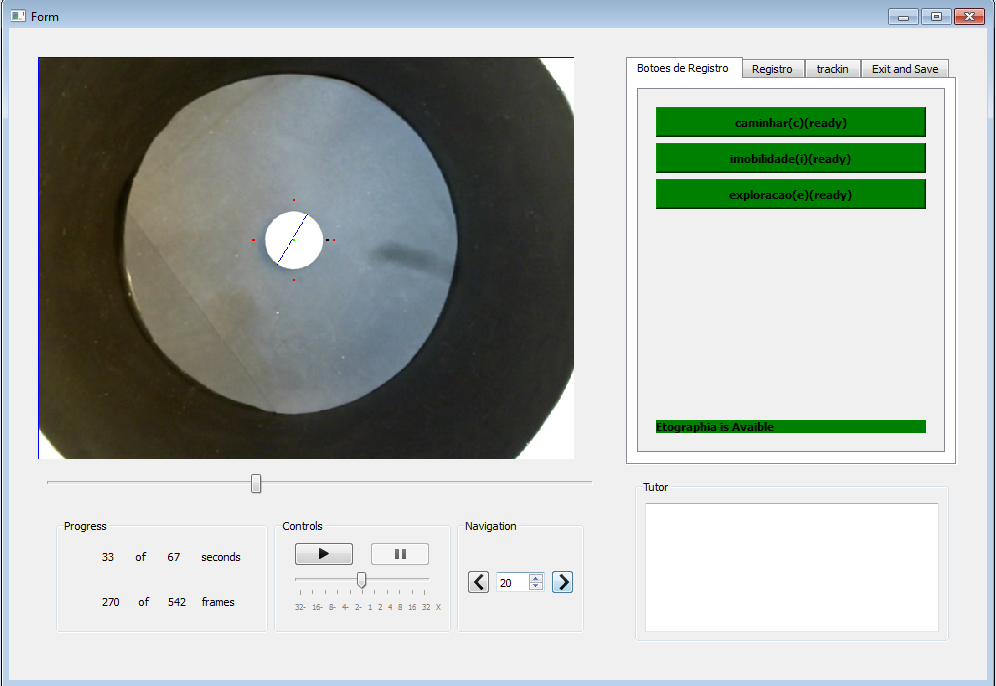 Form
Botoes de Registro
Registro
trackin
Exit and Save
caminhar(c)(ready)
imobilidade(i)(ready)
exploracao(e)(ready)
Etographia is Avaible
Tutor
Progress
33 of 67 seconds
270 of 542 frames
Controls
32- 16- 8- 4- 2- 1 2 4 8 16 32 X
Navigation
20